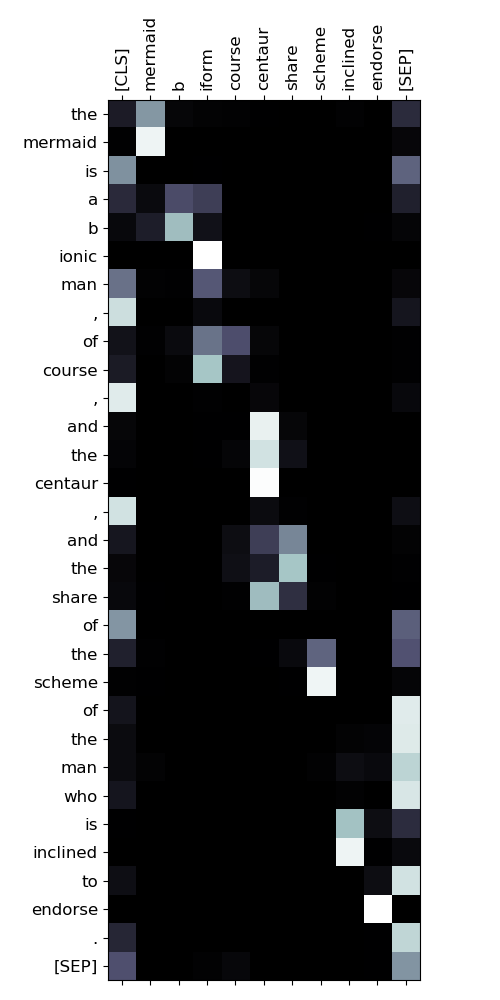 [CLS]
mermaid
b
iform
course
centaur
share
scheme
inclined
endorse
[SEP]
the
mermaid
is
a
b
ionic
man
,
of
course
,
and
the
centaur
,
and
the
share
of
the
scheme
of
the
man
who
is
inclined
to
endorse
.
[SEP]